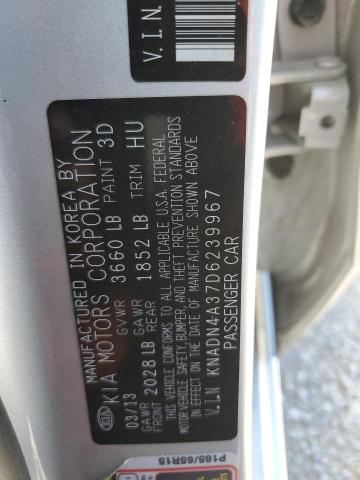 V.I.N
MANUFACTURED IN KOREA BY
KIA MOTORS CORPORATION
03/13 GVWR 3660 LB PAINT 3D
GAWR FRONT 2028 LB GAWR REAR 1852 LB TRIM HU
THIS VEHICLE CONFORMS TO ALL APPLICABLE U.S.A. FEDERAL
VEHICLE SAFETY, BUMPER, AND THEFT PREVENTION STANDARDS
IN EFFECT ON THE DATE OF MANUFACTURE SHOWN ABOVE
V.I.N KNADN4A37D6239967
PASSENGER CAR
KIA
P185/65R15